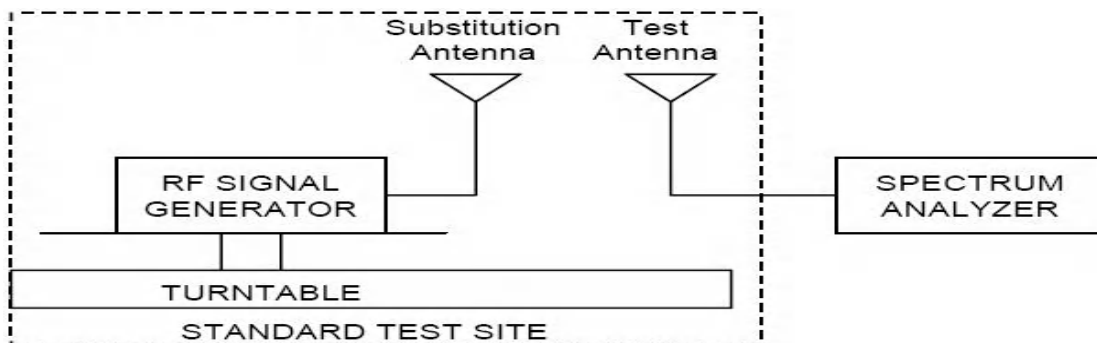 Substitution
Antenna
Test
Antenna
RF SIGNAL
GENERATOR
SPECTRUM
ANALYZER
TURNTABLE
STANDARD TEST SITE